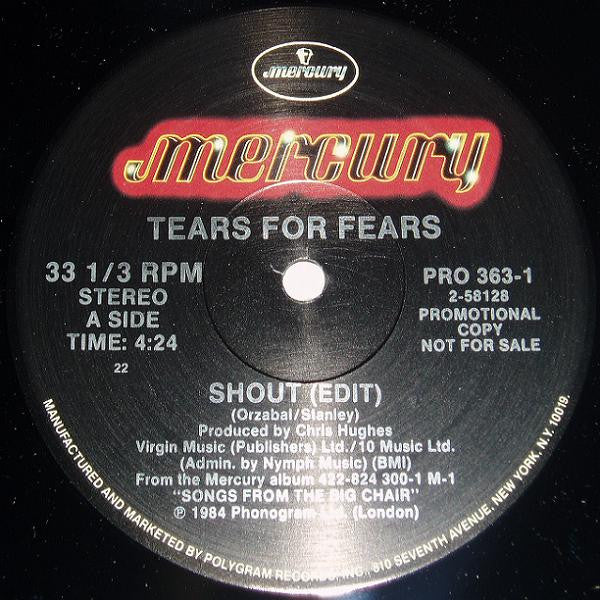 mercury
mercury
TEARS FOR FEARS
33 1/3 RPM
STEREO
A SIDE
TIME: 4:24
22
PRO 363-1
2-58128
PROMOTIONAL
COPY
NOT FOR SALE
SHOUT (EDIT)
(Orzabal/Stanley)
Produced by Chris Hughes
Virgin Music (Publishers) Ltd./10 Music Ltd.
(Admin. by Nymph Music) (BMI)
From the Mercury album 422-824 300-1 M-1
"SONGS FROM THE BIG CHAIR"
℗ 1984 Phonogram Ltd. (London)
MANUFACTURED AND MARKETED BY POLYGRAM RECORDS, INC., 810 SEVENTH AVENUE, NEW YORK, N.Y. 10019.